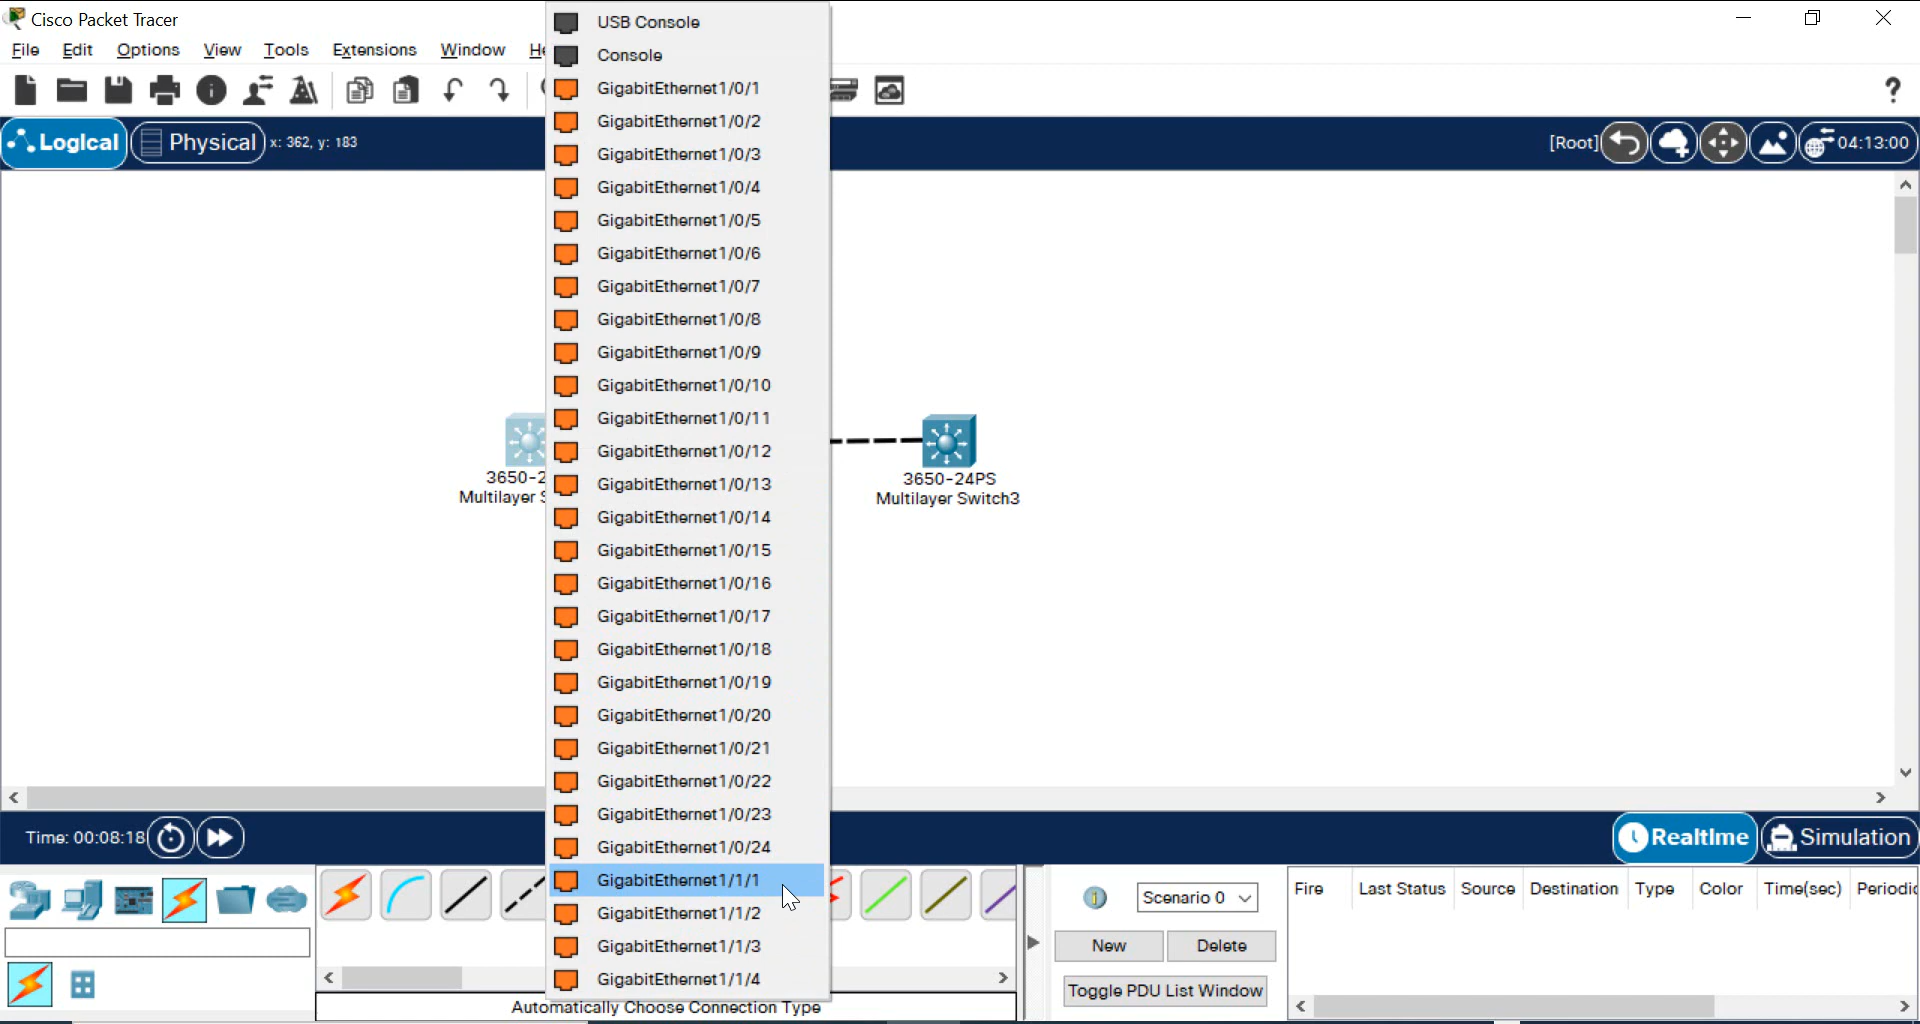 Cisco Packet Tracer
File Edit Options View Tools Extensions Window
Logical Physical x: 362, y: 183
[Root] 04:13:00
USB Console
Console
GigabitEthernet1/0/1
GigabitEthernet1/0/2
GigabitEthernet1/0/3
GigabitEthernet1/0/4
GigabitEthernet1/0/5
GigabitEthernet1/0/6
GigabitEthernet1/0/7
GigabitEthernet1/0/8
GigabitEthernet1/0/9
GigabitEthernet1/0/10
GigabitEthernet1/0/11
GigabitEthernet1/0/12
GigabitEthernet1/0/13
GigabitEthernet1/0/14
GigabitEthernet1/0/15
GigabitEthernet1/0/16
GigabitEthernet1/0/17
GigabitEthernet1/0/18
GigabitEthernet1/0/19
GigabitEthernet1/0/20
GigabitEthernet1/0/21
GigabitEthernet1/0/22
GigabitEthernet1/0/23
GigabitEthernet1/0/24
GigabitEthernet1/1/1
GigabitEthernet1/1/2
GigabitEthernet1/1/3
GigabitEthernet1/1/4
3650-2
Multilayer S
3650-24PS
Multilayer Switch3
Time: 00:08:18
Realtime Simulation
Automatically Choose Connection Type
Scenario 0
New Delete
Toggle PDU List Window
Fire Last Status Source Destination Type Color Time(sec) Periodic